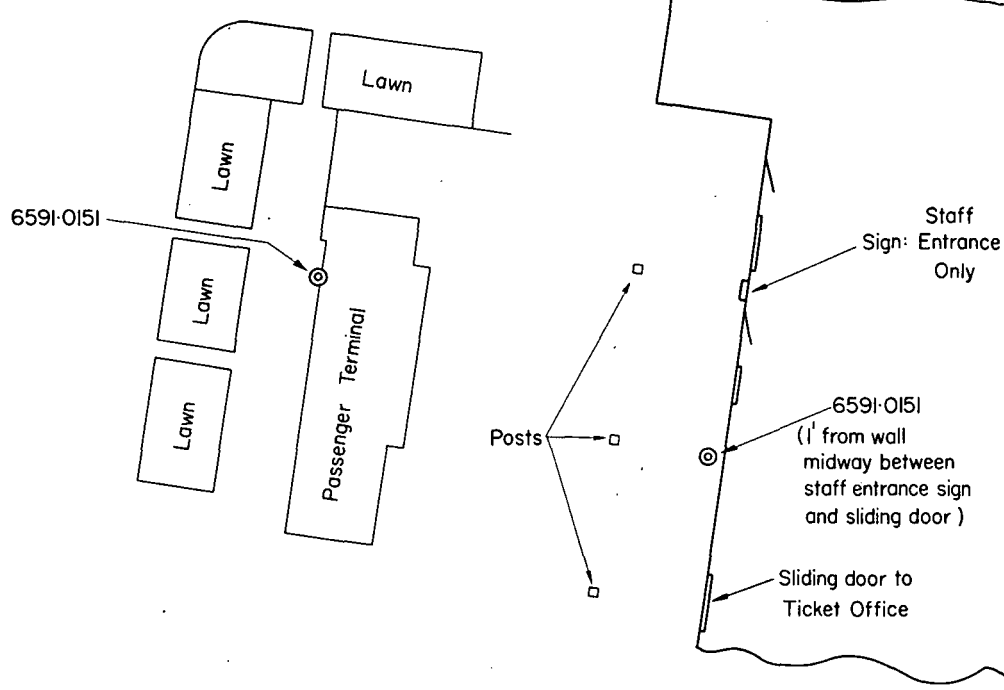 Lawn
Lawn
6591·0151
Lawn
Lawn
Passenger Terminal
Posts
Staff
Sign: Entrance
Only
6591·0151
(1' from wall
midway between
staff entrance sign
and sliding door)
Sliding door to
Ticket Office